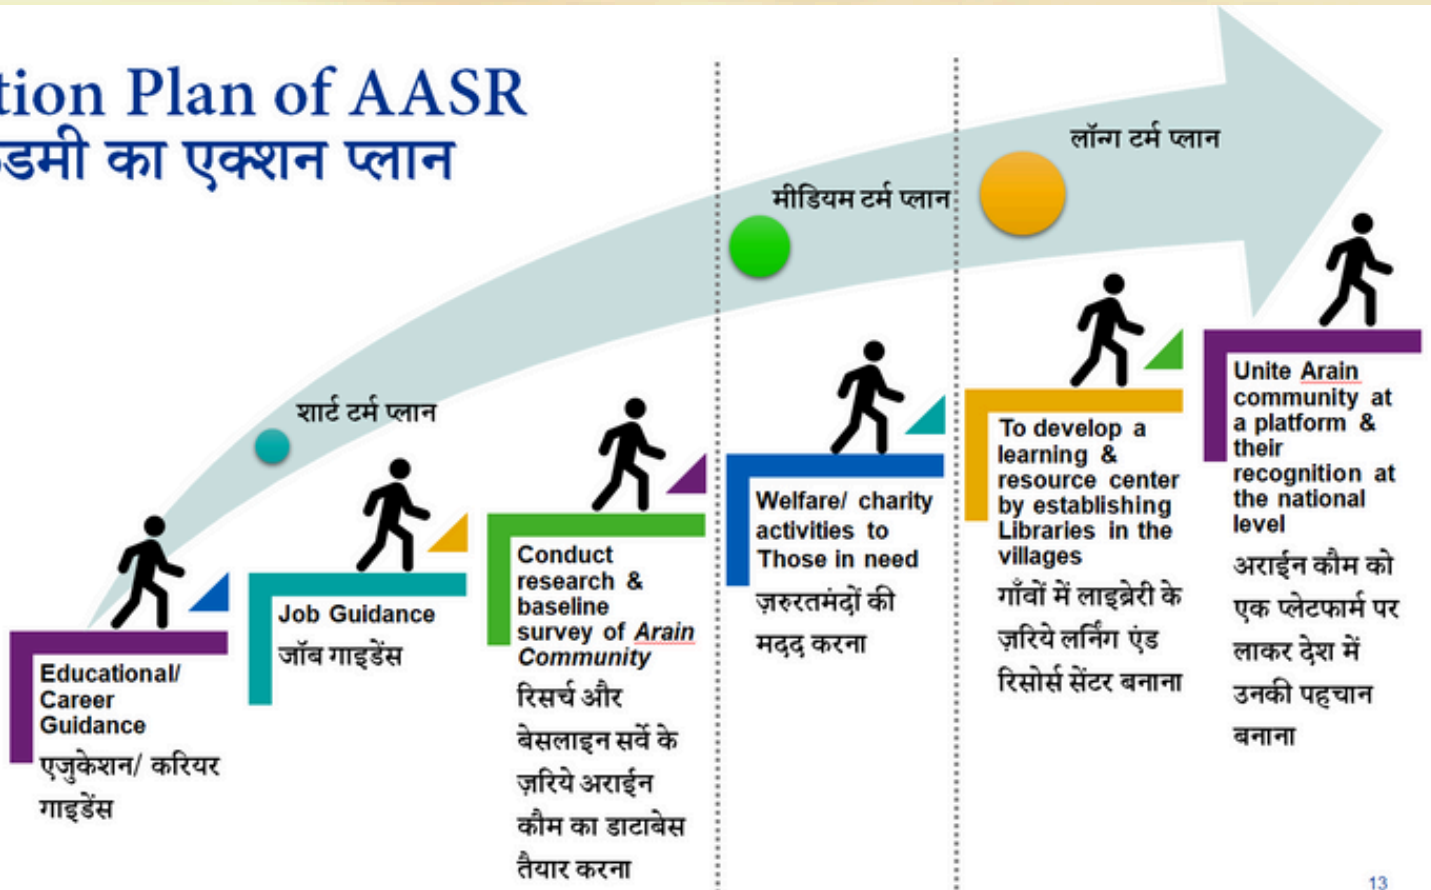 tion Plan of AASR
डमी का एक्शन प्लान
लॉन्ग टर्म प्लान
मीडियम टर्म प्लान
शार्ट टर्म प्लान
Educational/
Career
Guidance
एजुकेशन/ करियर
गाइडेंस
Job Guidance
जॉब गाइडेंस
Conduct
research &
baseline
survey of Arain
Community
रिसर्च और
बेसलाइन सर्वे के
ज़रिये अराईन
कौम का डाटाबेस
तैयार करना
Welfare/ charity
activities to
Those in need
ज़रुरतमंदों की
मदद करना
To develop a
learning &
resource center
by establishing
Libraries in the
villages
गाँवों में लाइब्रेरी के
ज़रिये लर्निंग एंड
रिसोर्स सेंटर बनाना
Unite Arain
community at
a platform &
their
recognition at
the national
level
अराईन कौम को
एक प्लेटफार्म पर
लाकर देश में
उनकी पहचान
बनाना
13